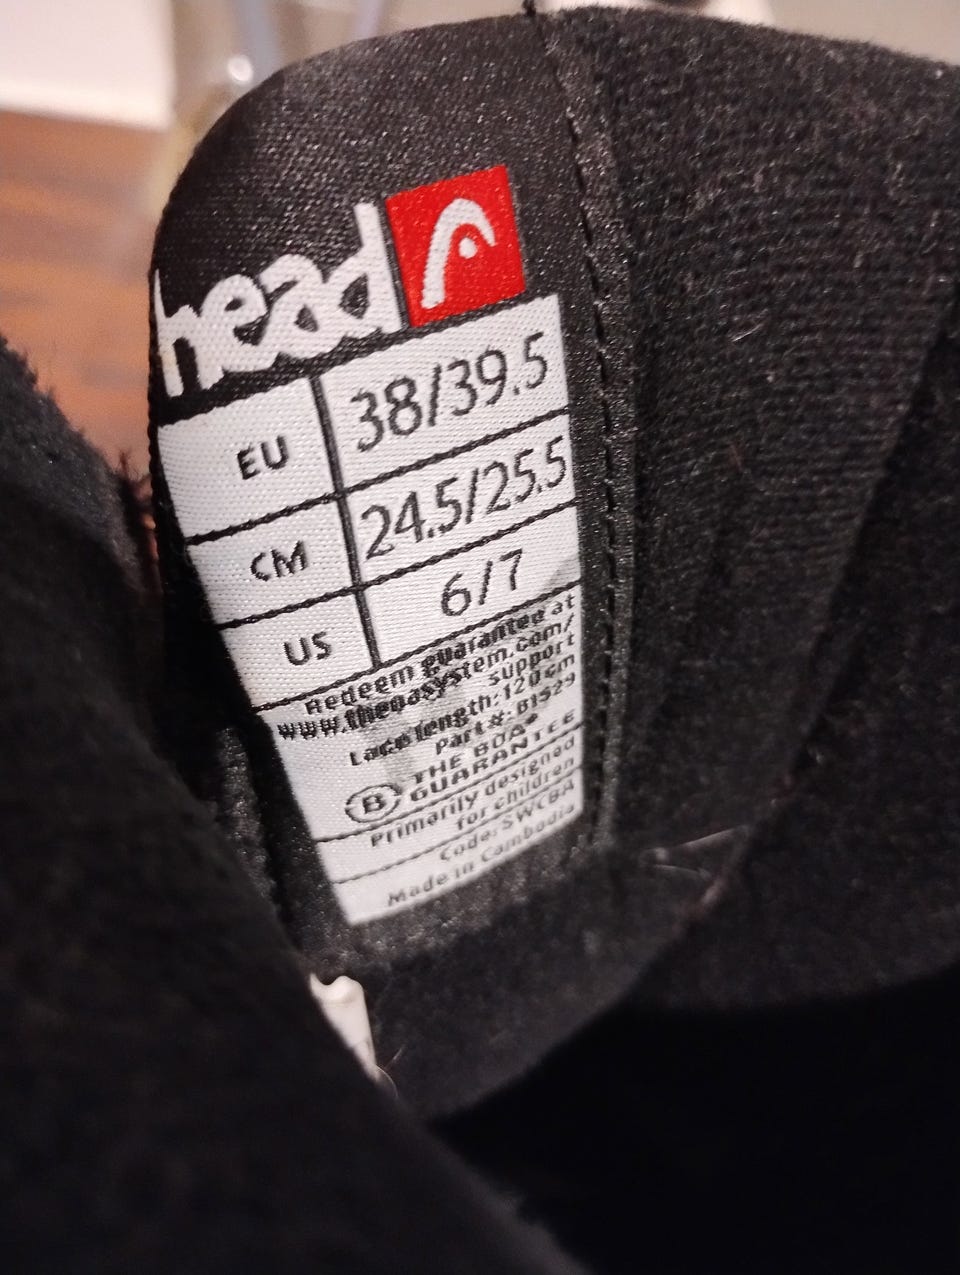 head
EU 38/39.5
CM 24.5/25.5
US 6/7
Redeem guaranteed at
www.theboasystem.com/
support
Lace length: 120cm
Part #: B1529
B THE BOA®
GUARANTEE
Primarily designed
for children
Code: SWCBA
Made in Cambodia